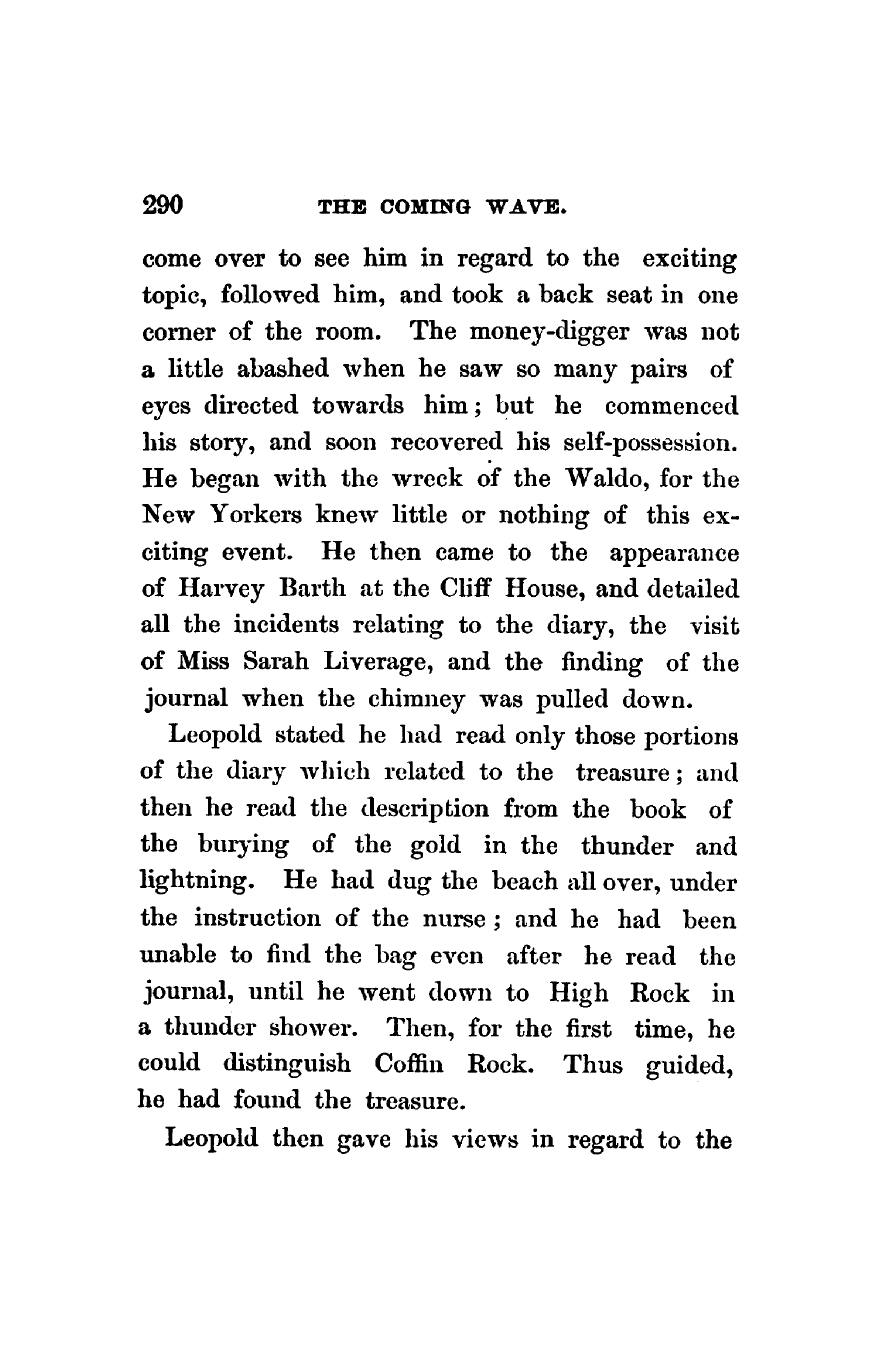 290 THE COMING WAVE.
come over to see him in regard to the exciting
topic, followed him, and took a back seat in one
corner of the room. The money-digger was not
a little abashed when he saw so many pairs of
eyes directed towards him; but he commenced
his story, and soon recovered his self-possession.
He began with the wreck of the Waldo, for the
New Yorkers knew little or nothing of this ex-
citing event. He then came to the appearance
of Harvey Barth at the Cliff House, and detailed
all the incidents relating to the diary, the visit
of Miss Sarah Liverage, and the finding of the
journal when the chimney was pulled down.
Leopold stated he had read only those portions
of the diary which related to the treasure; and
then he read the description from the book of
the burying of the gold in the thunder and
lightning. He had dug the beach all over, under
the instruction of the nurse; and he had been
unable to find the bag even after he read the
journal, until he went down to High Rock in
a thunder shower. Then, for the first time, he
could distinguish Coffin Rock. Thus guided,
he had found the treasure.
Leopold then gave his views in regard to the